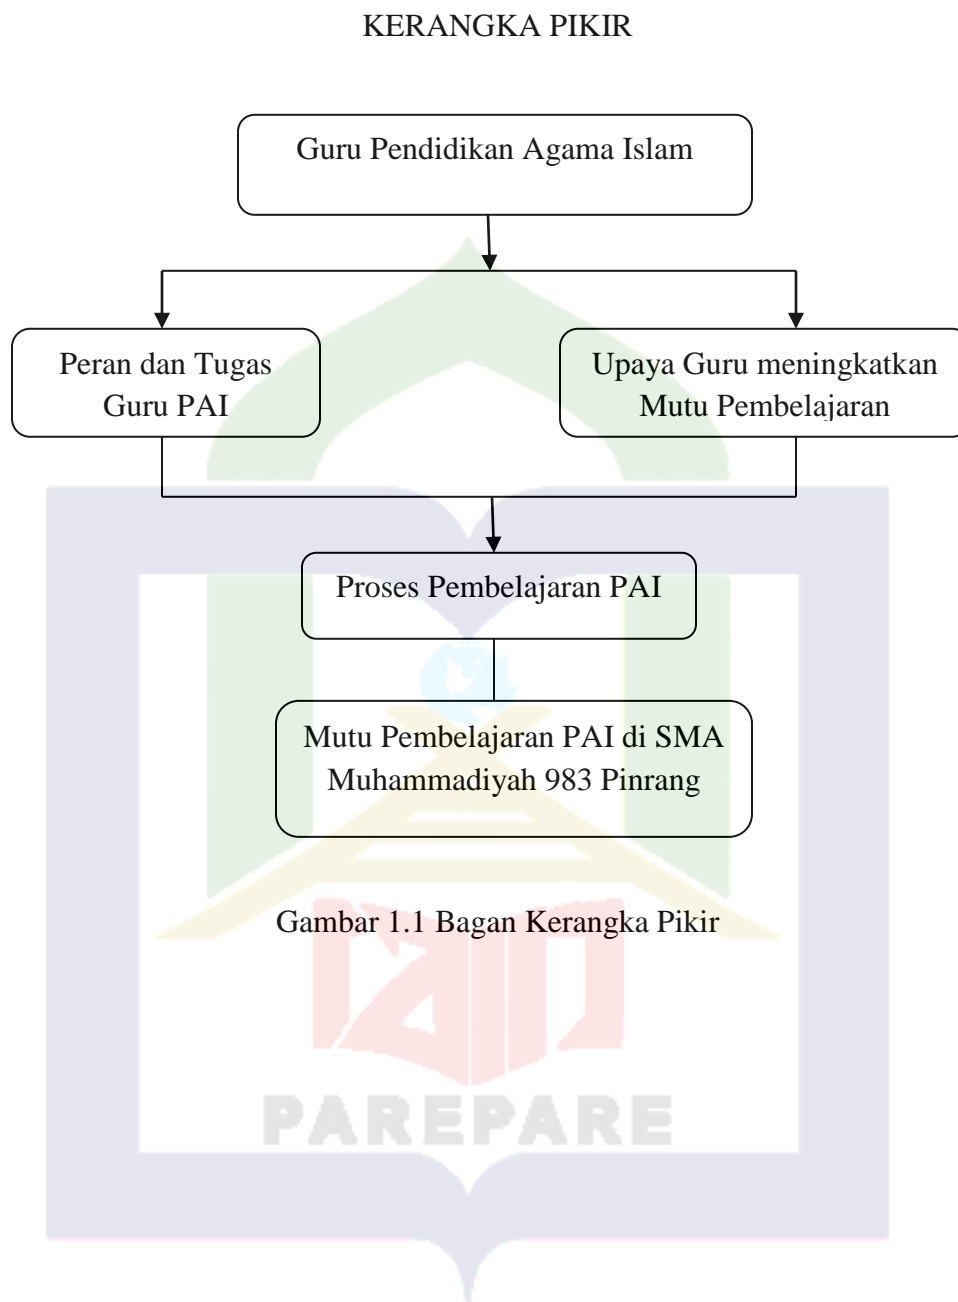 KERANGKA PIKIR
Guru Pendidikan Agama Islam
Peran dan Tugas
Guru PAI
Upaya Guru meningkatkan
Mutu Pembelajaran
Proses Pembelajaran PAI
Mutu Pembelajaran PAI di SMA
Muhammadiyah 983 Pinrang
Gambar 1.1 Bagan Kerangka Pikir
iain
PAREPARE